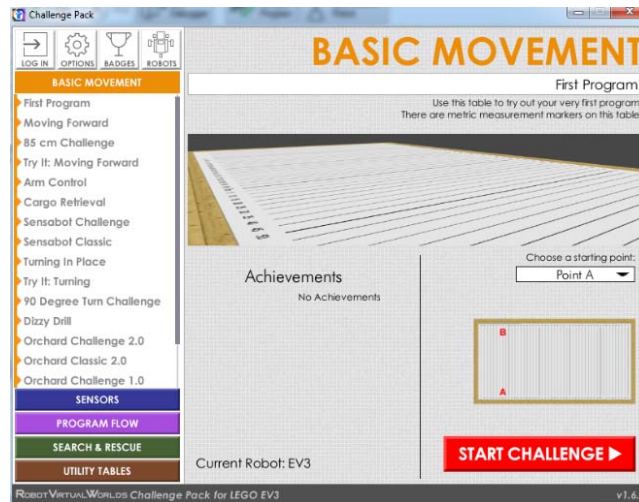 Challenge Pack
LOG IN
OPTIONS
BADGES
ROBOTS
BASIC MOVEMENT
First Program
Moving Forward
85 cm Challenge
Try It: Moving Forward
Arm Control
Cargo Retrieval
Sensabot Challenge
Sensabot Classic
Turning In Place
Try It: Turning
90 Degree Turn Challenge
Dizzy Drill
Orchard Challenge 2.0
Orchard Classic 2.0
Orchard Challenge 1.0
SENSORS
PROGRAM FLOW
SEARCH & RESCUE
UTILITY TABLES
BASIC MOVEMENT
First Program
Use this table to try out your very first program
There are metric measurement markers on this table
Achievements
No Achievements
Choose a starting point:
Point A
B
A
Current Robot: EV3
START CHALLENGE
ROBOT VIRTUAL WORLDS Challenge Pack for LEGO EV3
v1.6.